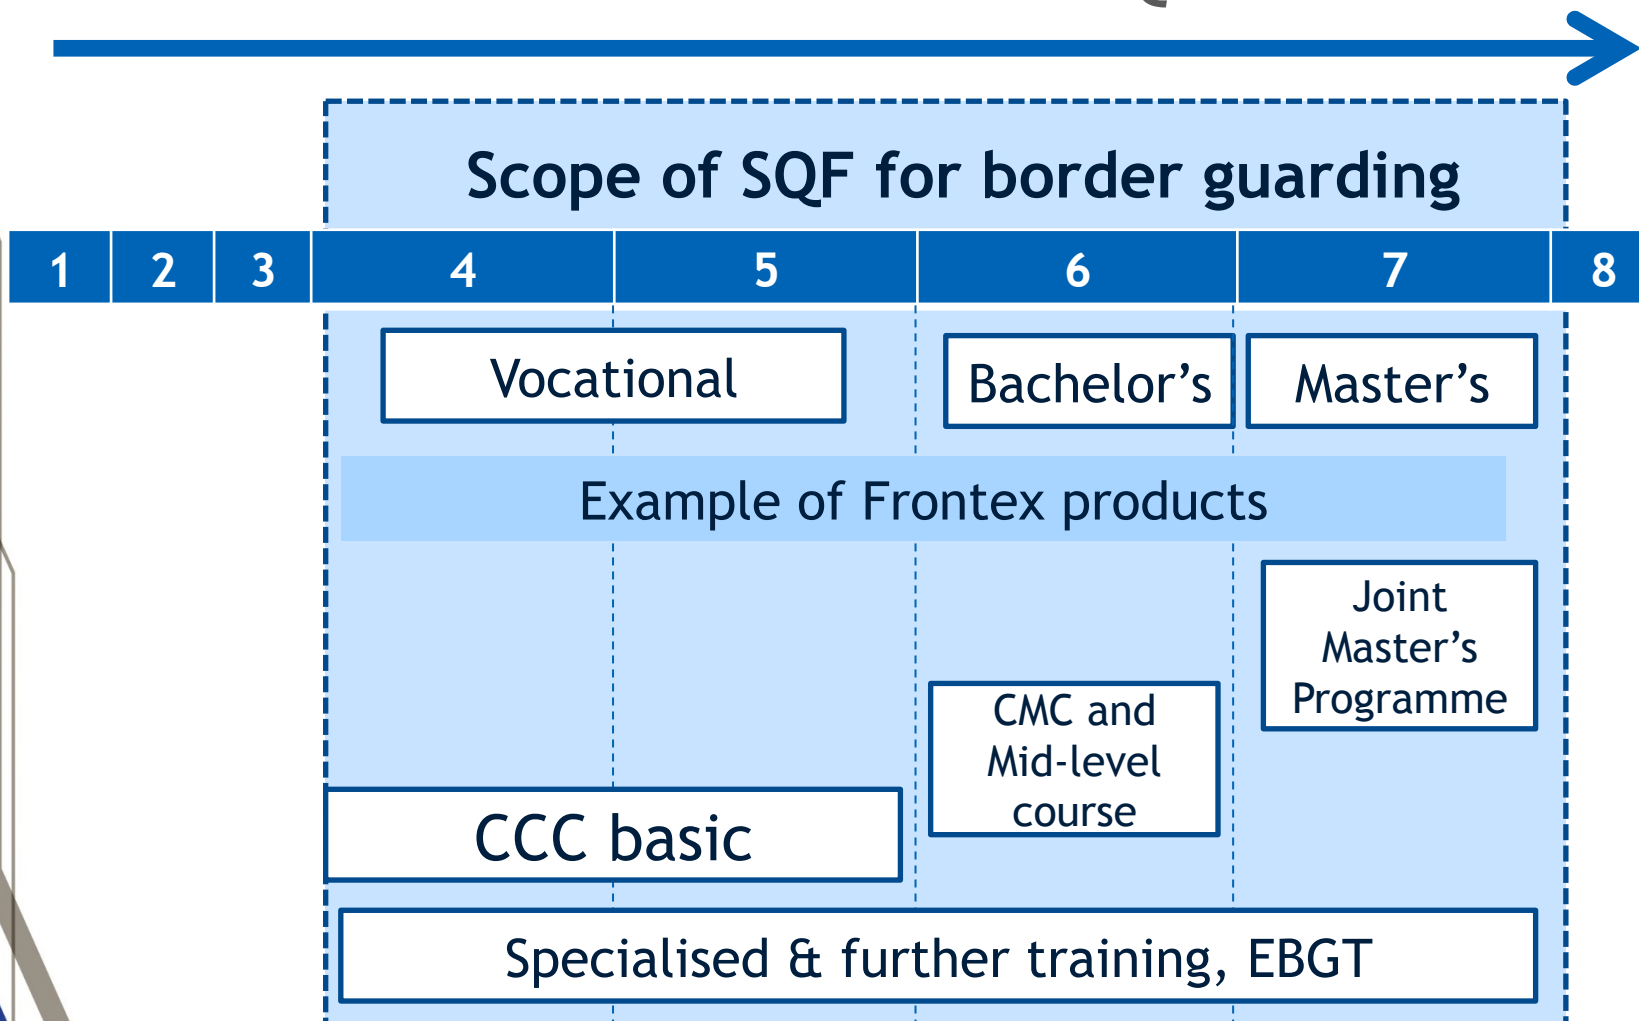 Scope of SQF for border guarding
1 2 3 4 5 6 7 8
Vocational Bachelor’s Master’s
Example of Frontex products
Joint
Master’s
Programme
CMC and
Mid-level
course
CCC basic
Specialised & further training, EBGT